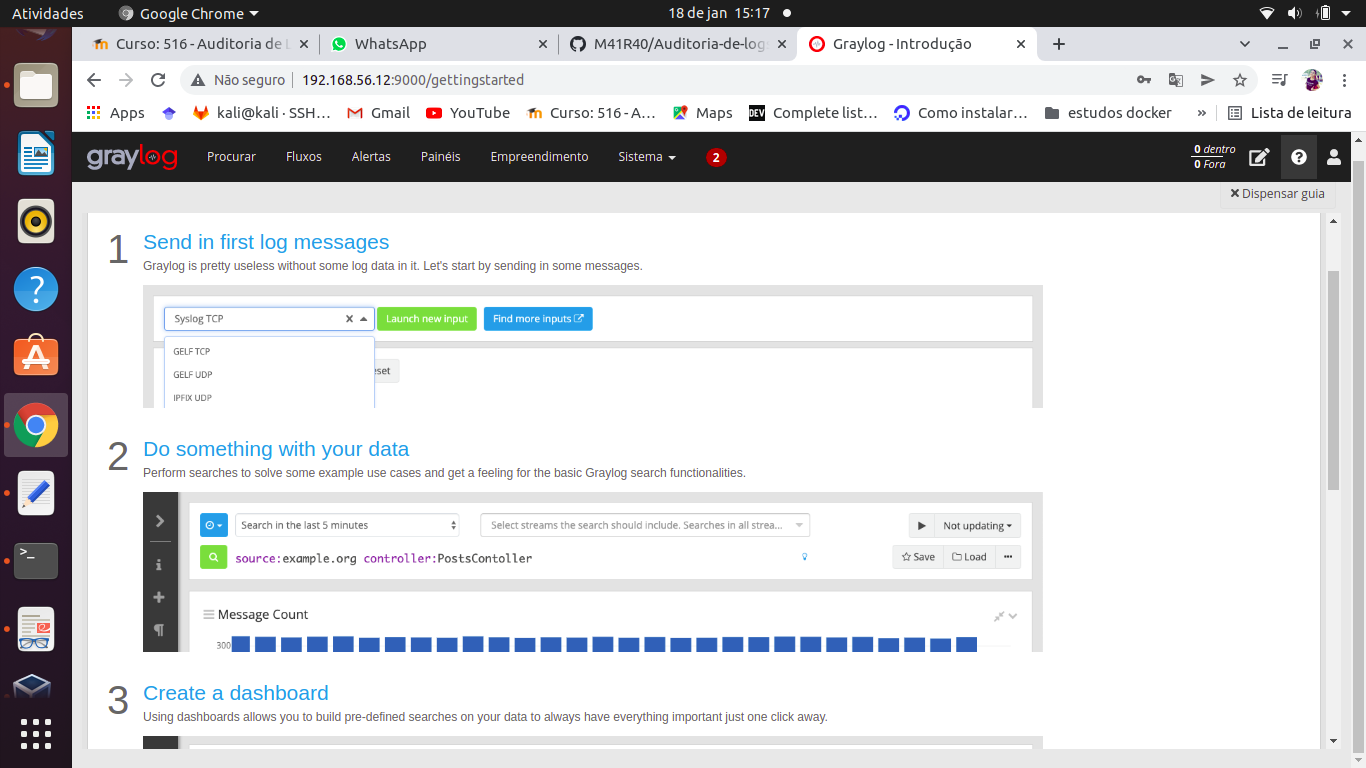 Atividades
Google Chrome
18 de jan 15:17
Curso: 516 - Auditoria de L
WhatsApp
M41R40/Auditoria-de-log
Graylog - Introdução
Não seguro
192.168.56.12:9000/gettingstarted
Apps
kali@kali · SSH…
Gmail
YouTube
Curso: 516 - A…
Maps
DEV
Complete list…
Como instalar…
estudos docker
»
Lista de leitura
graylog
Procurar
Fluxos
Alertas
Painéis
Empreendimento
Sistema
2
0 dentro
0 Fora
Dispensar guia
1
Send in first log messages
Graylog is pretty useless without some log data in it. Let's start by sending in some messages.
Syslog TCP
Launch new input
Find more inputs
GELF TCP
eset
GELF UDP
IPFIX UDP
2
Do something with your data
Perform searches to solve some example use cases and get a feeling for the basic Graylog search functionalities.
Search in the last 5 minutes
Select streams the search should include. Searches in all strea...
Not updating
source:example.org controller:PostsContoller
Save
Load
Message Count
300
3
Create a dashboard
Using dashboards allows you to build pre-defined searches on your data to always have everything important just one click away.